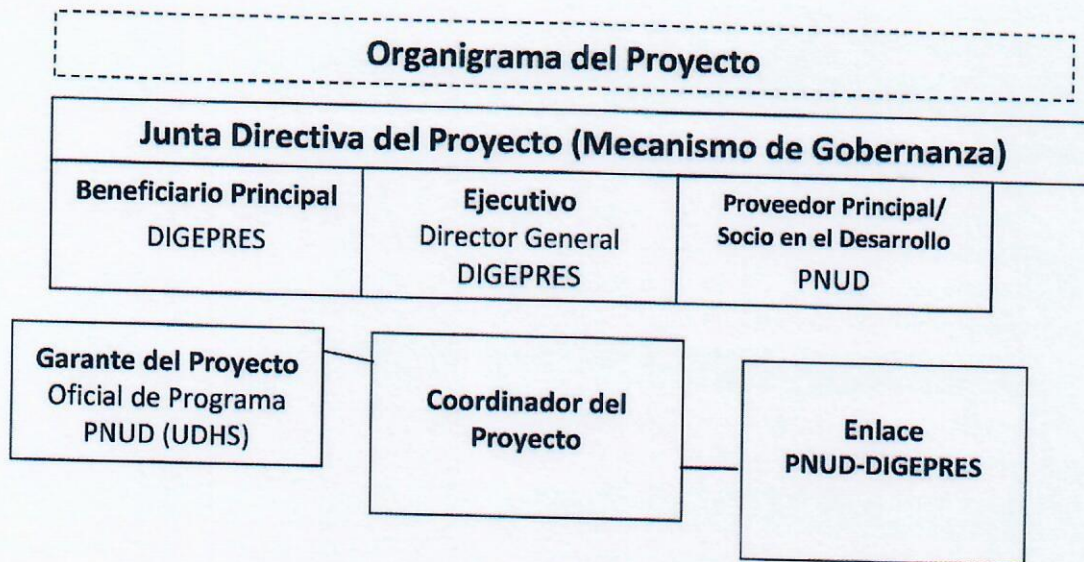 Organigrama del Proyecto
Junta Directiva del Proyecto (Mecanismo de Gobernanza)
Beneficiario Principal
DIGEPRES
Ejecutivo
Director General
DIGEPRES
Proveedor Principal/
Socio en el Desarrollo
PNUD
Garante del Proyecto
Oficial de Programa
PNUD (UDHS)
Coordinador del
Proyecto
Enlace
PNUD-DIGEPRES